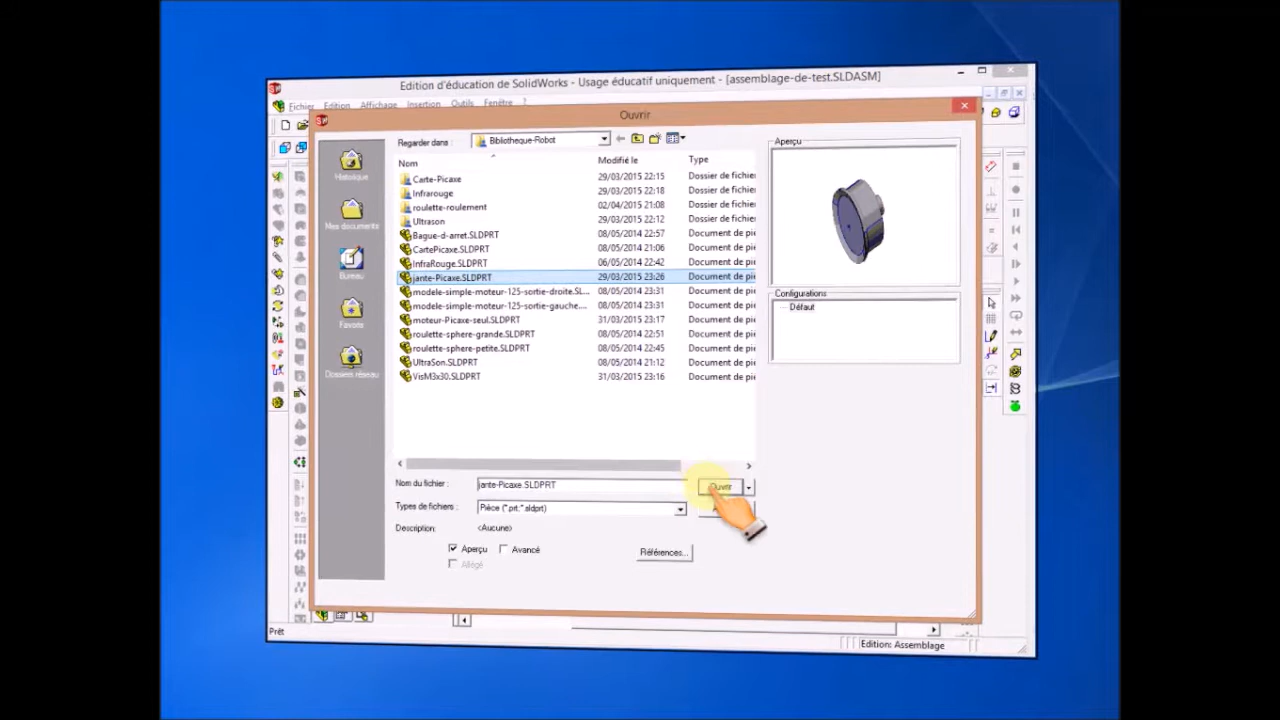 Edition d'éducation de SolidWorks - Usage éducatif uniquement - [assemblage-de-test.SLDASM]
Fichier Edition Affichage Insertion Outils Fenêtre ?
Ouvrir
Regarder dans : Bibliotheque-Robot
Aperçu
Nom Modifié le Type
Historique
Mes documents
Bureau
Favoris
Dossiers réseau
Carte-Picaxe 29/03/2015 22:15 Dossier de fichier
Infrarouge 29/03/2015 22:18 Dossier de fichier
roulette-roulement 02/04/2015 21:08 Dossier de fichier
Ultrason 29/03/2015 22:12 Dossier de fichier
Bague-d-arret.SLDPRT 08/05/2014 22:57 Document de piè
CartePicaxe.SLDPRT 08/05/2014 21:06 Document de piè
InfraRouge.SLDPRT 06/05/2014 22:42 Document de piè
jante-Picaxe.SLDPRT 29/03/2015 23:26 Document de piè
modele-simple-moteur-125-sortie-droite.SL... 08/05/2014 23:31 Document de piè
modele-simple-moteur-125-sortie-gauche.... 08/05/2014 23:31 Document de piè
moteur-Picaxe-seul.SLDPRT 31/03/2015 23:17 Document de piè
roulette-sphere-grande.SLDPRT 08/05/2014 22:51 Document de piè
roulette-sphere-petite.SLDPRT 08/05/2014 22:45 Document de piè
UltraSon.SLDPRT 08/05/2014 21:12 Document de piè
VisM3x30.SLDPRT 31/03/2015 23:16 Document de piè
Configurations
Défaut
Nom du fichier : jante-Picaxe.SLDPRT Ouvrir
Types de fichiers : Pièce (*.prt;*.sldprt)
Description: <Aucune>
Aperçu Avancé Références...
Allégé
Prêt
Edition: Assemblage